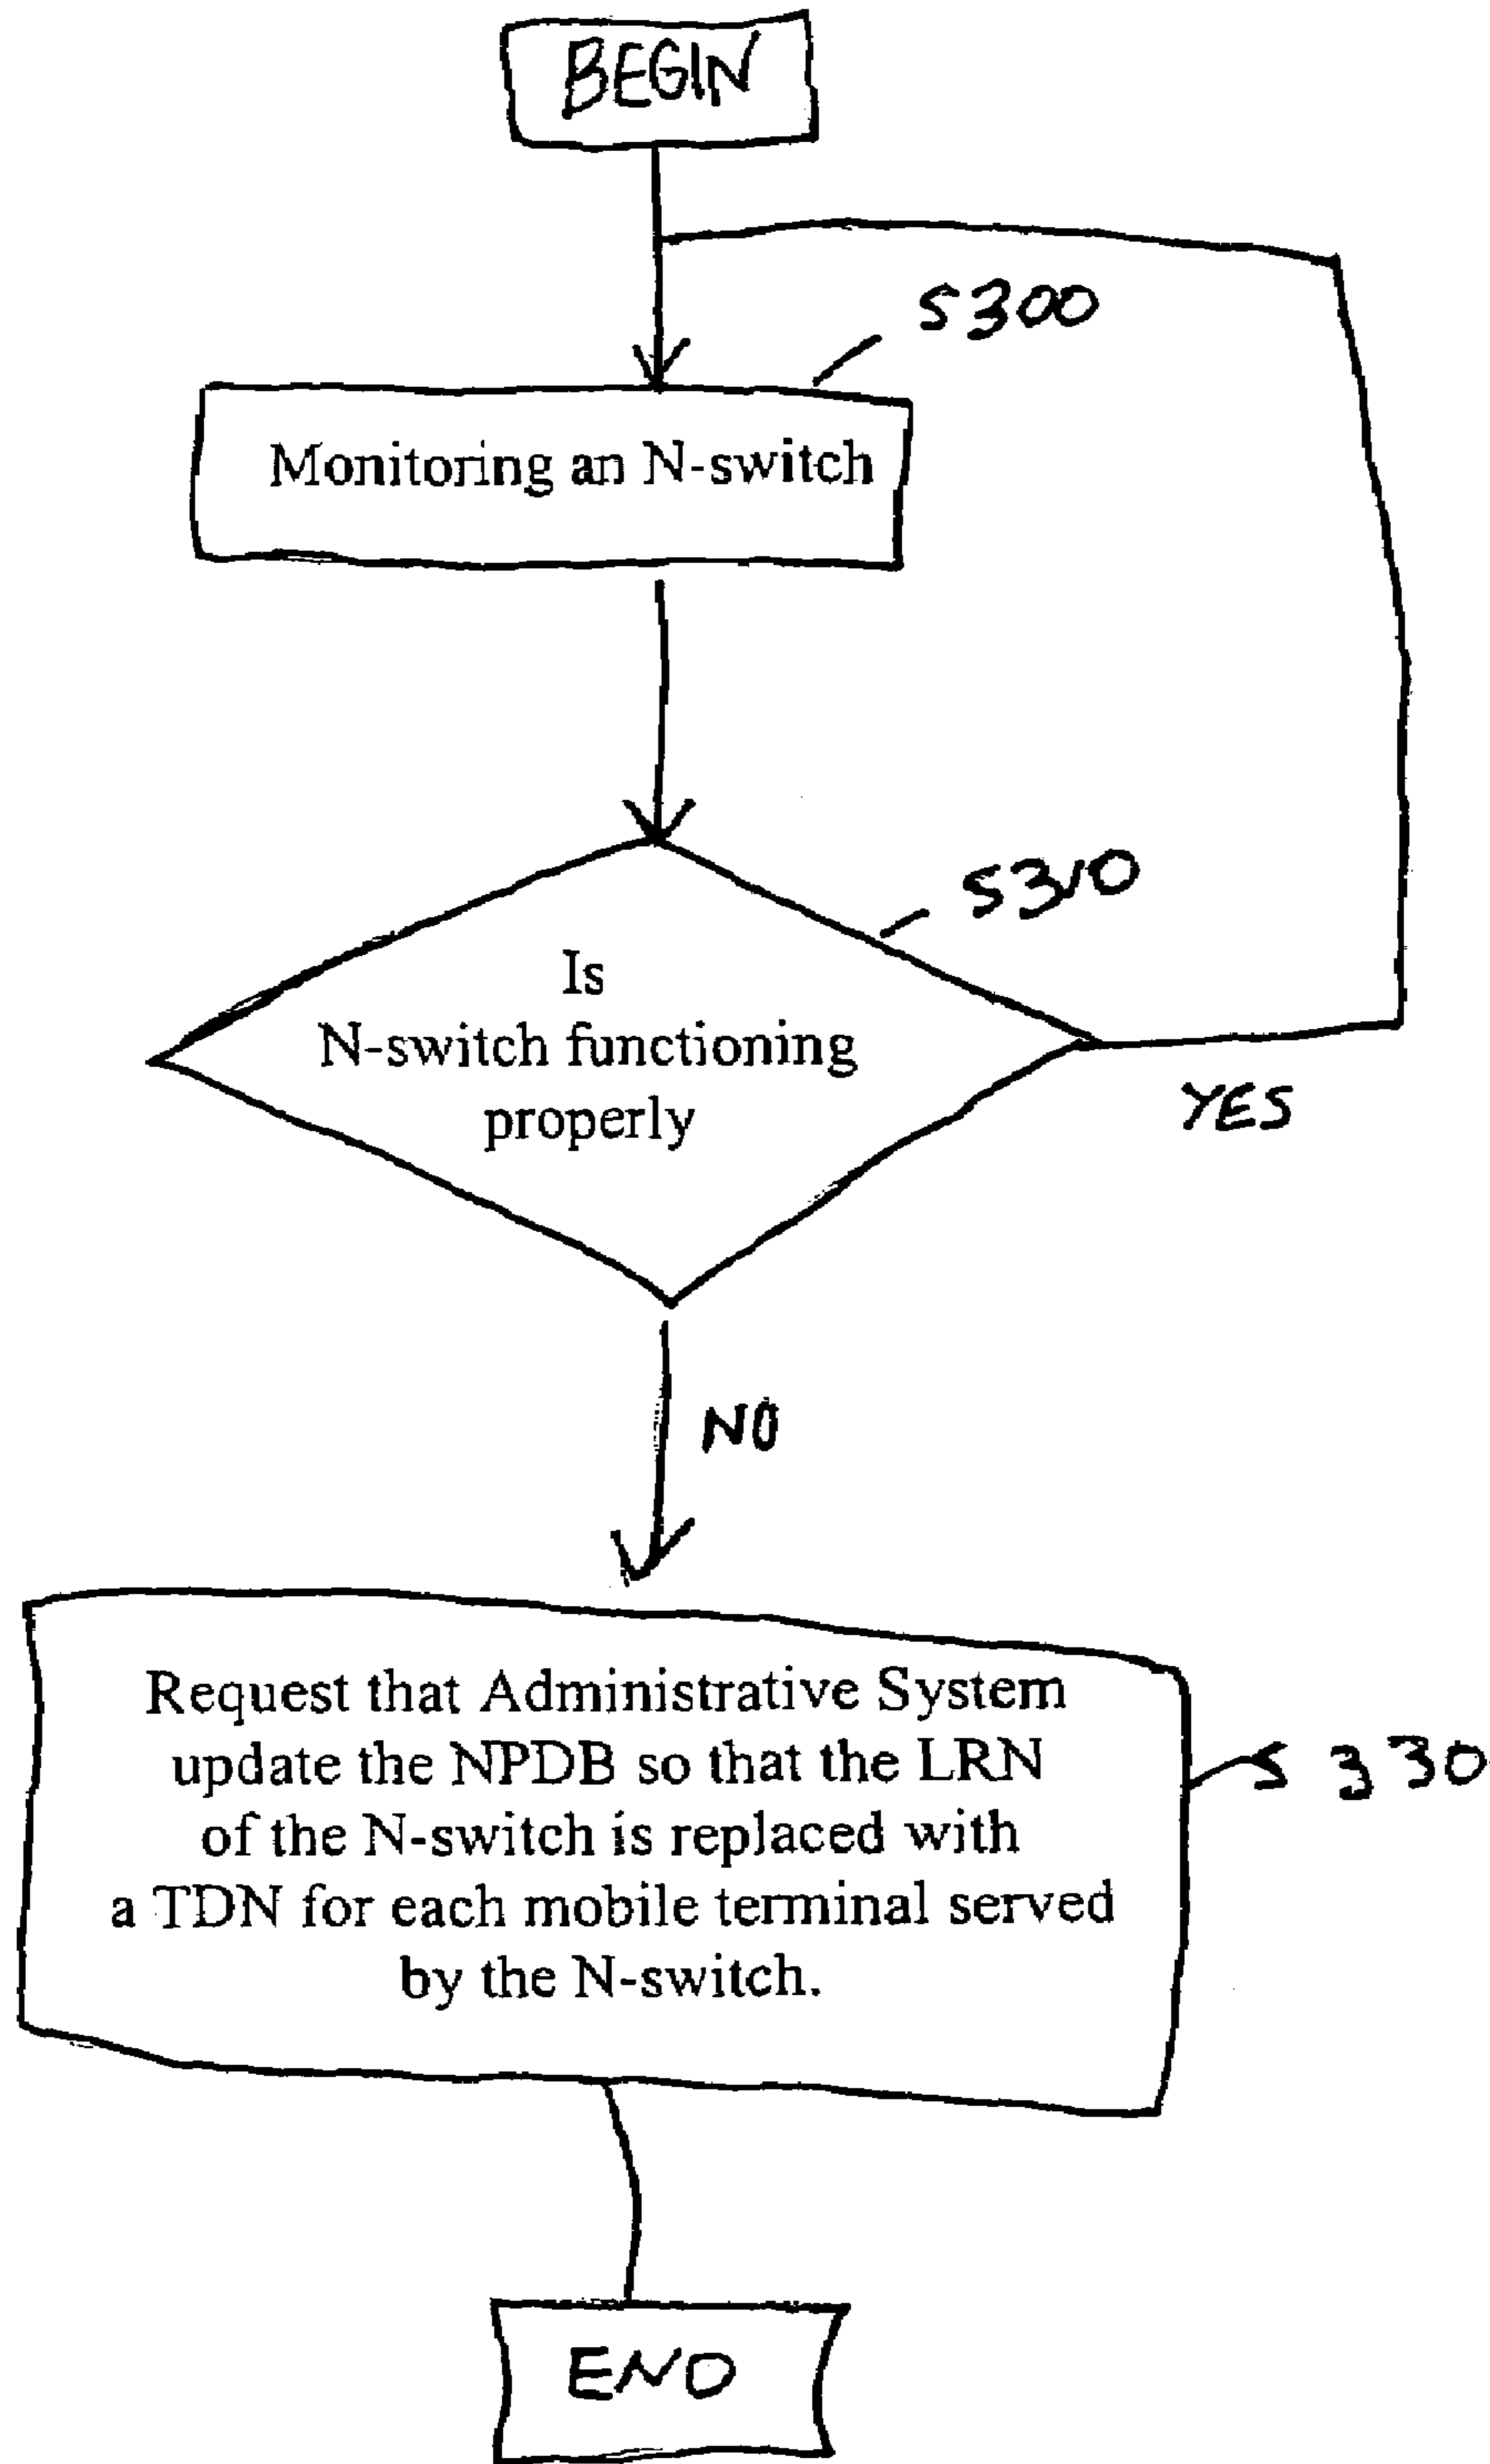 BEGIN
S300
Monitoring an N-switch
S310
Is
N-switch functioning
properly
YES
NO
Request that Administrative System
update the NPDB so that the LRN
of the N-switch is replaced with
a TDN for each mobile terminal served
by the N-switch.
S 330
END